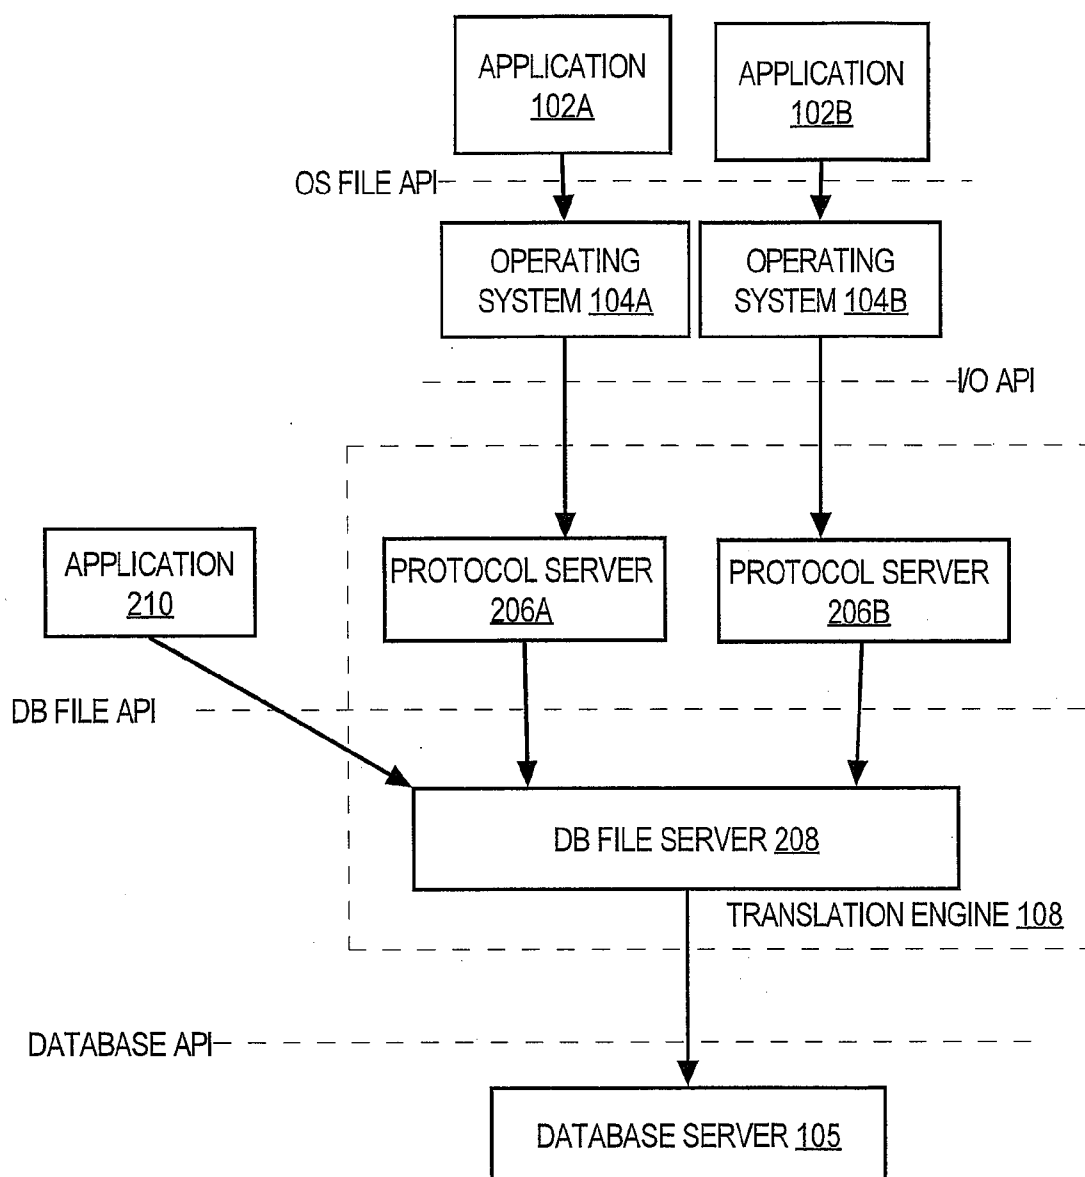 APPLICATION
102A
APPLICATION
102B
OS FILE API
OPERATING
SYSTEM 104A
OPERATING
SYSTEM 104B
I/O API
APPLICATION
210
PROTOCOL SERVER
206A
PROTOCOL SERVER
206B
DB FILE API
DB FILE SERVER 208
TRANSLATION ENGINE 108
DATABASE API
DATABASE SERVER 105